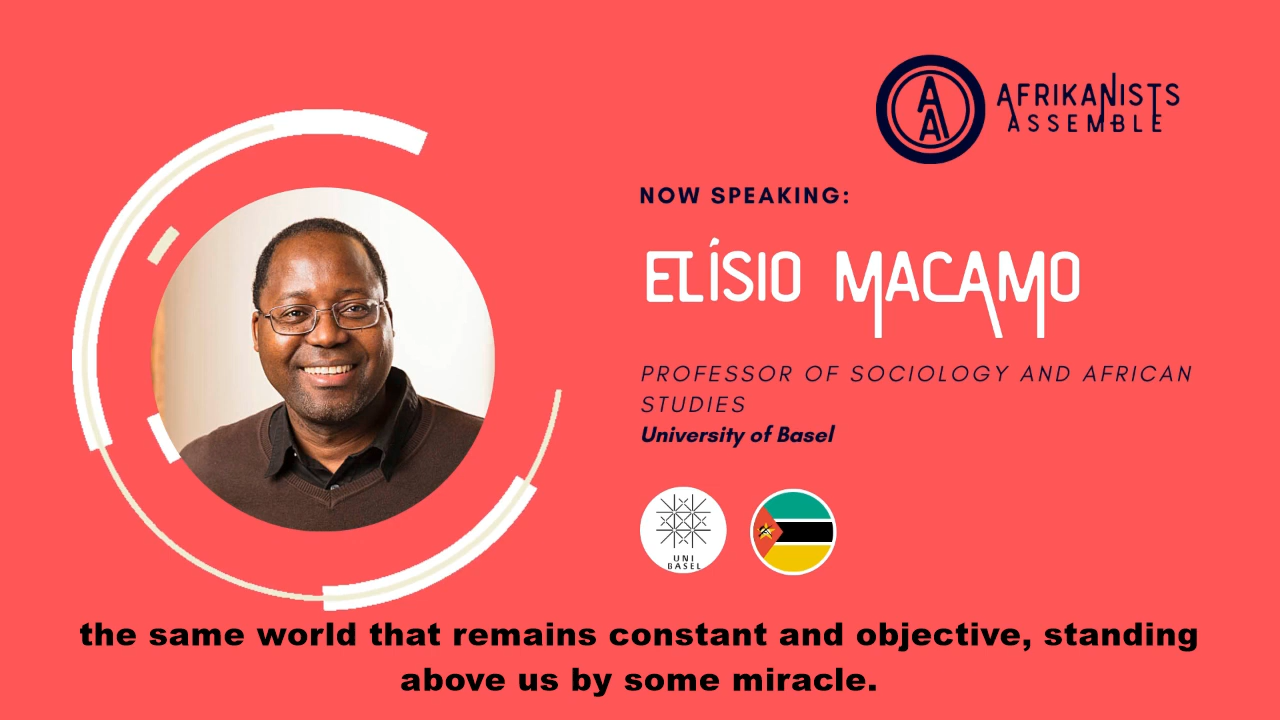 AA
AFRIKANISTS
ASSEMBLE
NOW SPEAKING:
ELÍSIO MACAMO
PROFESSOR OF SOCIOLOGY AND AFRICAN
STUDIES
University of Basel
UNI
BASEL
the same world that remains constant and objective, standing
above us by some miracle.